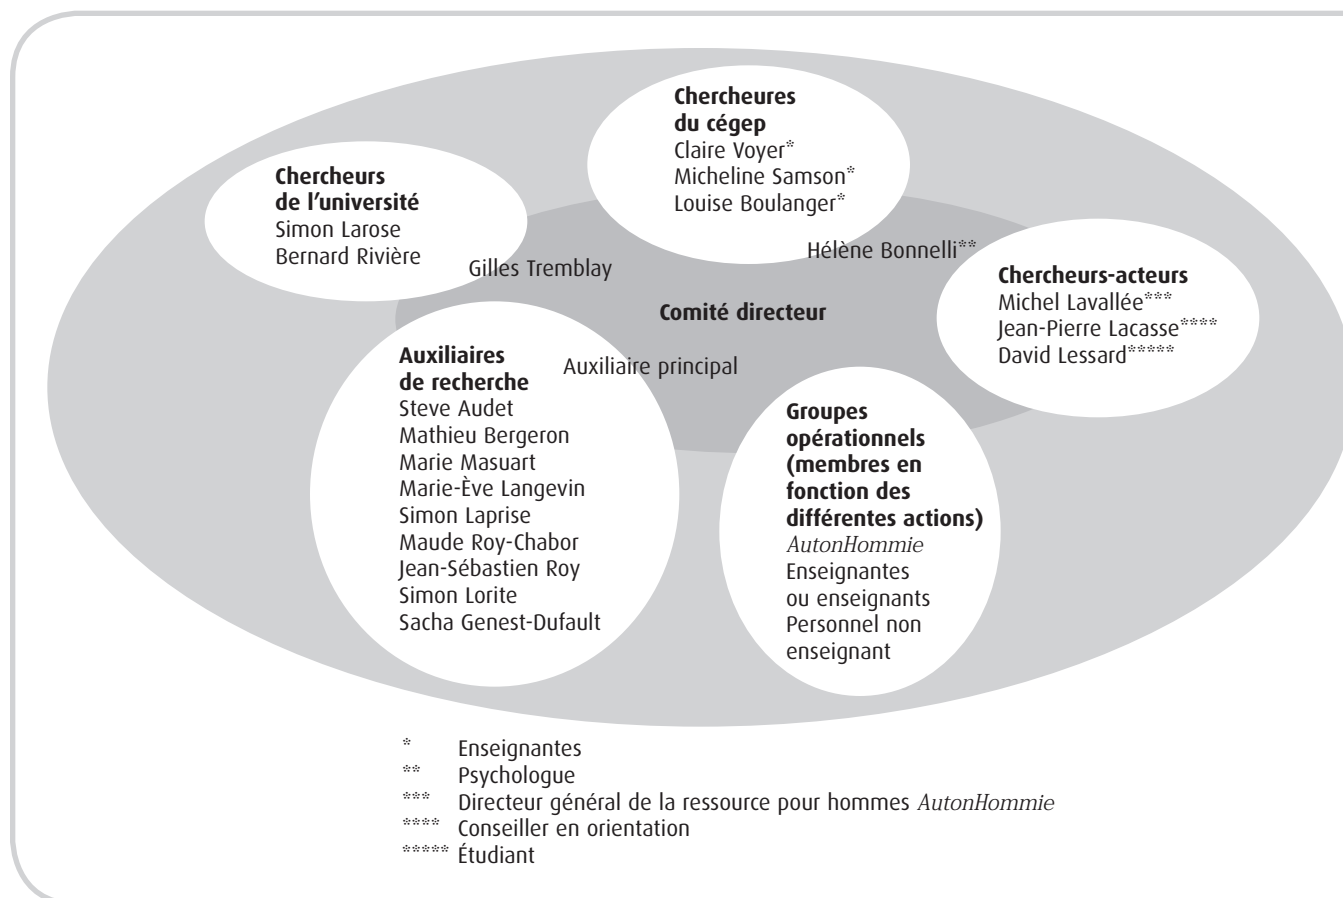 Chercheures
du cégep
Claire Voyer*
Micheline Samson*
Louise Boulanger*
Chercheurs
de l'université
Simon Larose
Bernard Rivière
Gilles Tremblay
Hélène Bonnelli**
Comité directeur
Chercheurs-acteurs
Michel Lavallée***
Jean-Pierre Lacasse****
David Lessard*****
Auxiliaire principal
Auxiliaires
de recherche
Steve Audet
Mathieu Bergeron
Marie Masuart
Marie-Ève Langevin
Simon Laprise
Maude Roy-Chabor
Jean-Sébastien Roy
Simon Lorite
Sacha Genest-Dufault
Groupes
opérationnels
(membres en
fonction des
différentes actions)
AutonHommie
Enseignantes
ou enseignants
Personnel non
enseignant
* Enseignantes
** Psychologue
*** Directeur général de la ressource pour hommes AutonHommie
**** Conseiller en orientation
***** Étudiant